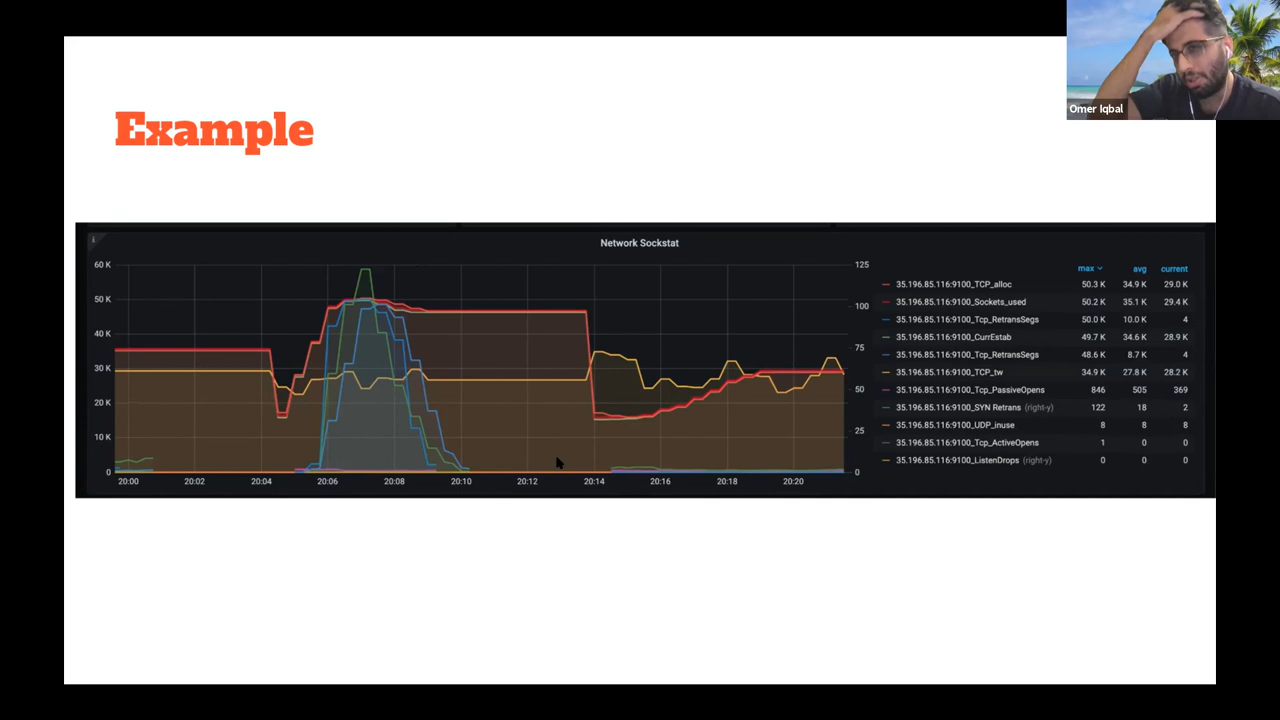 Omer Iqbal
Example
i
Network Sockstat
60 K
50 K
40 K
30 K
20 K
10 K
0
125
100
75
50
25
0
20:00 20:02 20:04 20:06 20:08 20:10 20:12 20:14 20:16 20:18 20:20
max avg current
35.196.85.116:9100_TCP_alloc 50.3 K 34.9 K 29.0 K
35.196.85.116:9100_Sockets_used 50.2 K 35.1 K 29.4 K
35.196.85.116:9100_Tcp_RetransSegs 50.0 K 10.0 K 4
35.196.85.116:9100_CurrEstab 49.7 K 34.6 K 28.9 K
35.196.85.116:9100_Tcp_RetransSegs 48.6 K 8.7 K 4
35.196.85.116:9100_TCP_tw 34.9 K 27.8 K 28.2 K
35.196.85.116:9100_Tcp_PassiveOpens 846 505 369
35.196.85.116:9100_SYN Retrans (right-y) 122 18 2
35.196.85.116:9100_UDP_inuse 8 8 8
35.196.85.116:9100_Tcp_ActiveOpens 1 0 0
35.196.85.116:9100_ListenDrops (right-y) 0 0 0